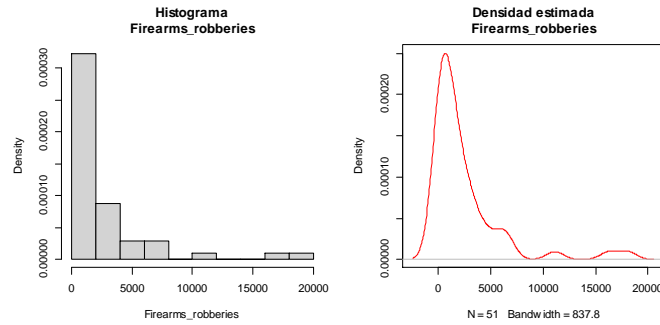 Histograma
Firearms_robberies
Density
0.00000 0.00010 0.00020 0.00030
0 5000 10000 15000 20000
Firearms_robberies
Densidad estimada
Firearms_robberies
Density
0.00000 0.00010 0.00020
0 5000 10000 15000 20000
N = 51 Bandwidth = 837.8